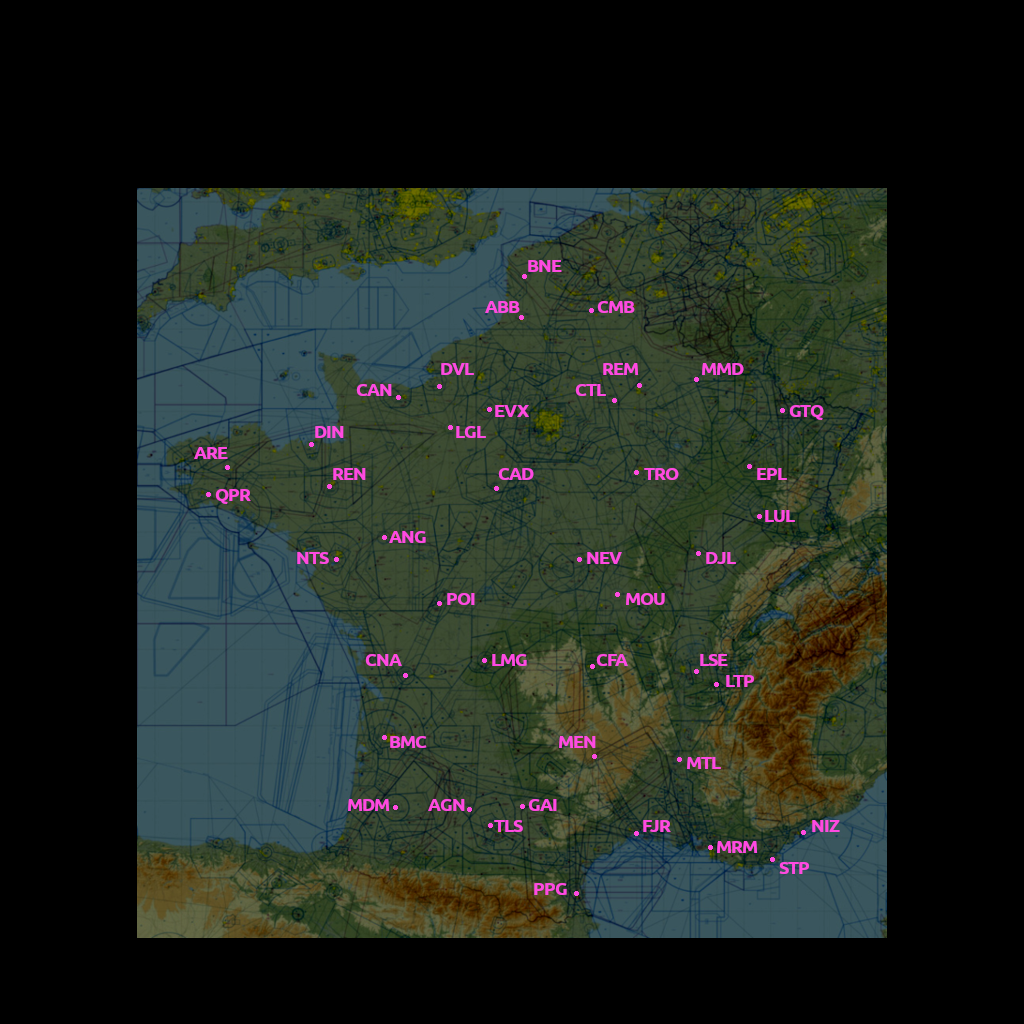 BNE
ABB
CMB
DVL
REM
MMD
CAN
CTL
EVX
GTQ
DIN
LGL
ARE
REN
CAD
TRO
EPL
QPR
LUL
ANG
NTS
NEV
DJL
POI
MOU
CNA
LMG
CFA
LSE
LTP
BMC
MEN
MTL
MDM
AGN
GAI
TLS
FJR
NIZ
MRM
STP
PPG